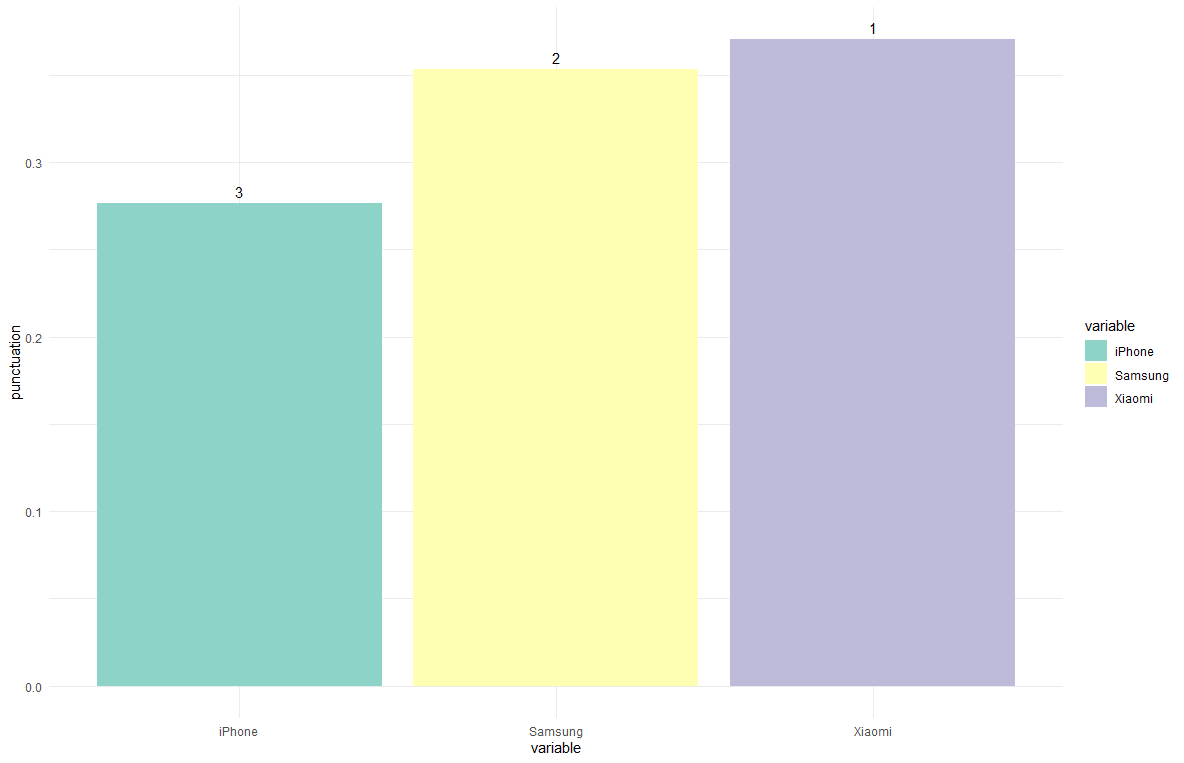 1
2
3
0.3
0.2
0.1
0.0
punctuation
iPhone
Samsung
Xiaomi
variable
variable
iPhone
Samsung
Xiaomi